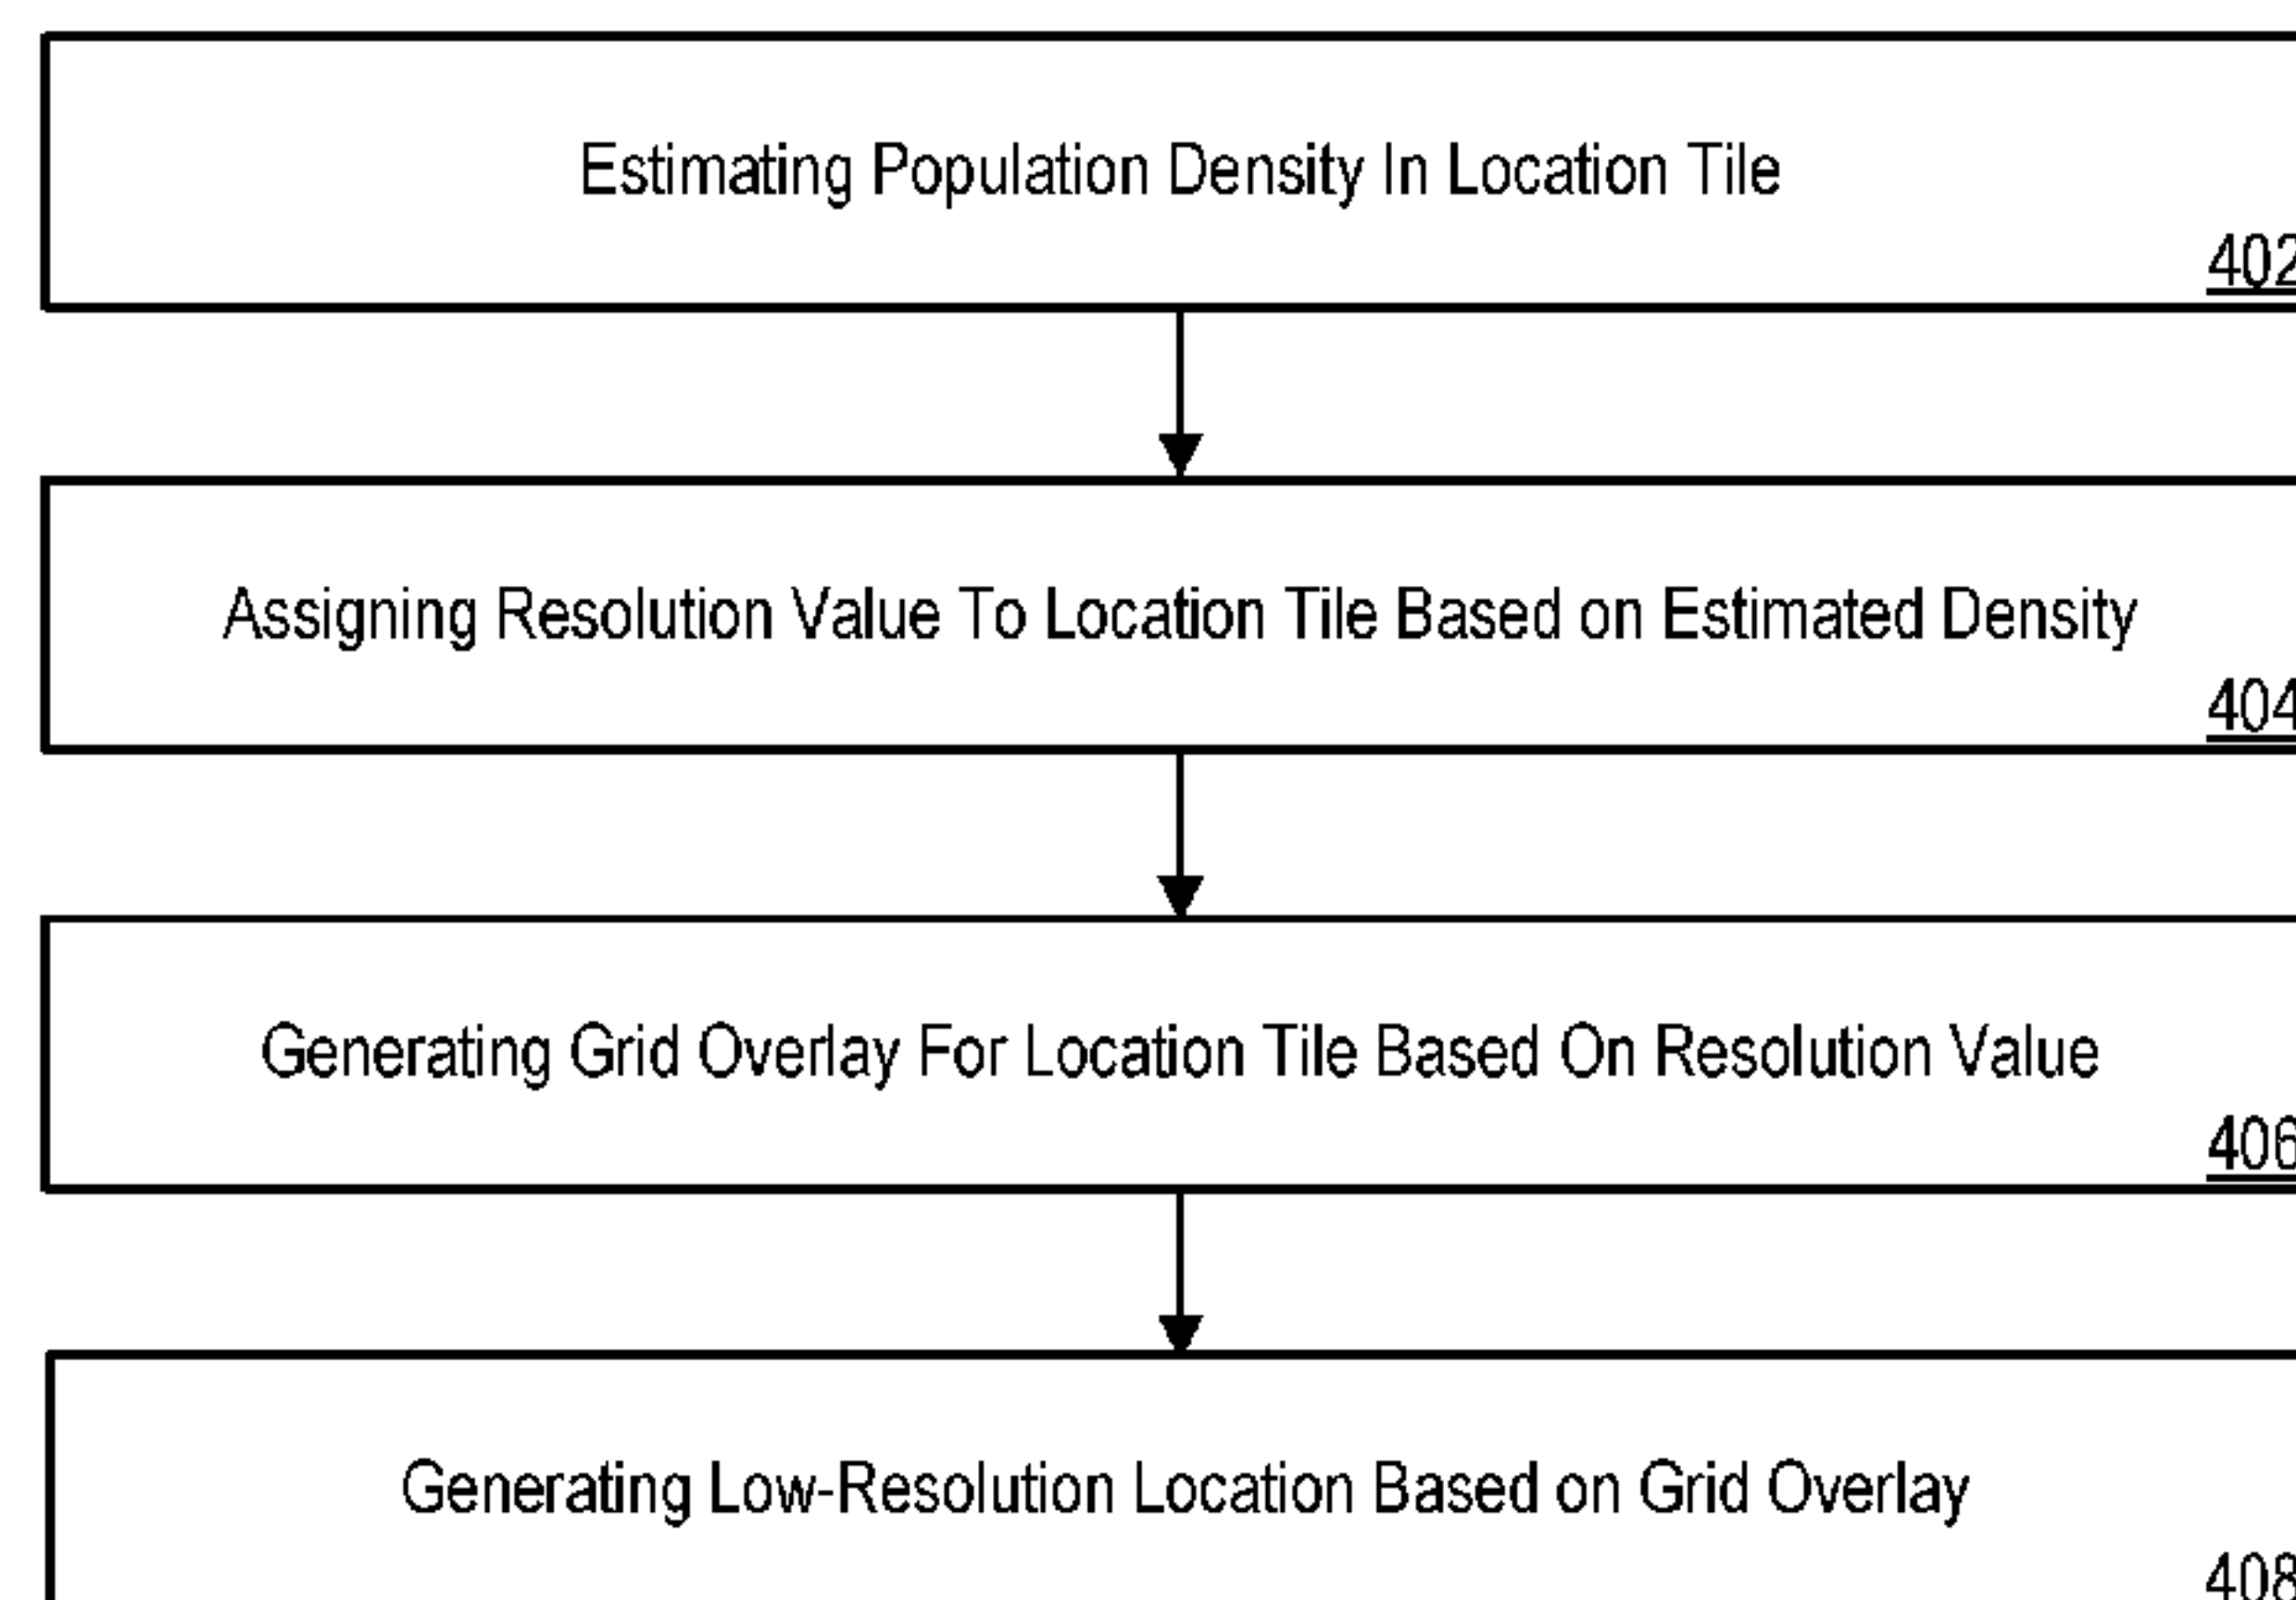 Estimating Population Density In Location Tile
402
Assigning Resolution Value To Location Tile Based on Estimated Density
404
Generating Grid Overlay For Location Tile Based On Resolution Value
406
Generating Low-Resolution Location Based on Grid Overlay
408